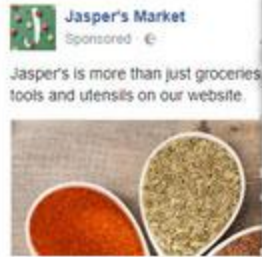 Jasper's Market
Sponsored ·
Jasper's is more than just groceries
tools and utensils on our website.